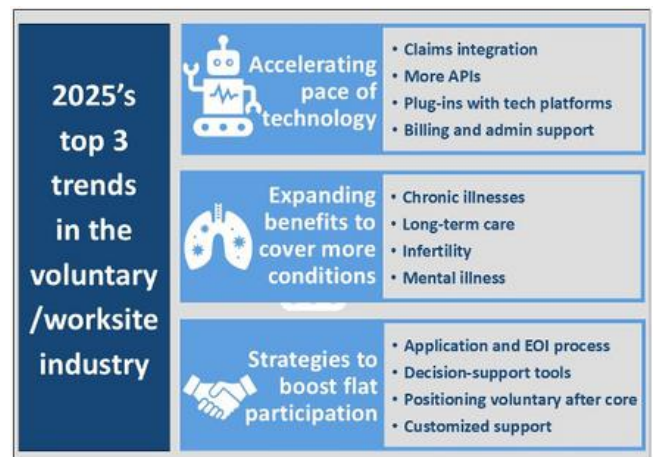 2025's
top 3
trends
in the
voluntary
/worksite
industry
Accelerating
pace of
technology
• Claims integration
• More APIs
• Plug-ins with tech platforms
• Billing and admin support
Expanding
benefits to
cover more
conditions
• Chronic illnesses
• Long-term care
• Infertility
• Mental illness
Strategies to
boost flat
participation
• Application and EOI process
• Decision-support tools
• Positioning voluntary after core
• Customized support